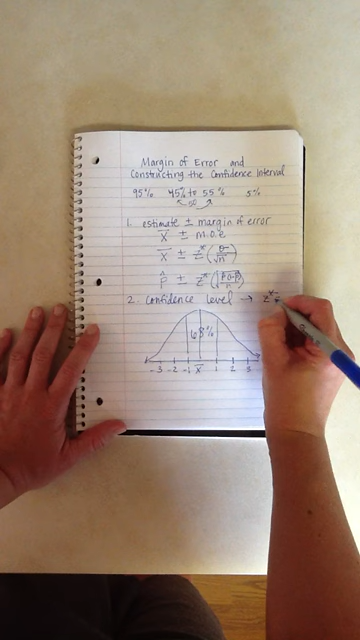 Margin of Error and
Constructing the Confidence Interval
95% 45% to 55% 5%
50
1. estimate ± margin of error
x̄ ± m.o.e
x̄ ± z* (σ/√n)
p̂ ± z* (√p̂(1-p̂)/n)
2. confidence level → z*
68%
-3 -2 -1 x̄ 1 2 3